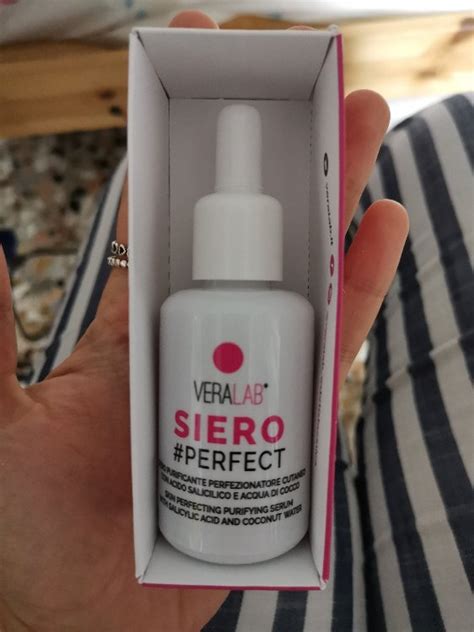 VERALAB
SIERO
#PERFECT
SIERO PURIFICANTE PERFEZIONATORE CUTANEO
CON ACIDO SALICILICO E ACQUA DI COCCO
SKIN PERFECTING PURIFYING SERUM
WITH SALICYLIC ACID AND COCONUT WATER